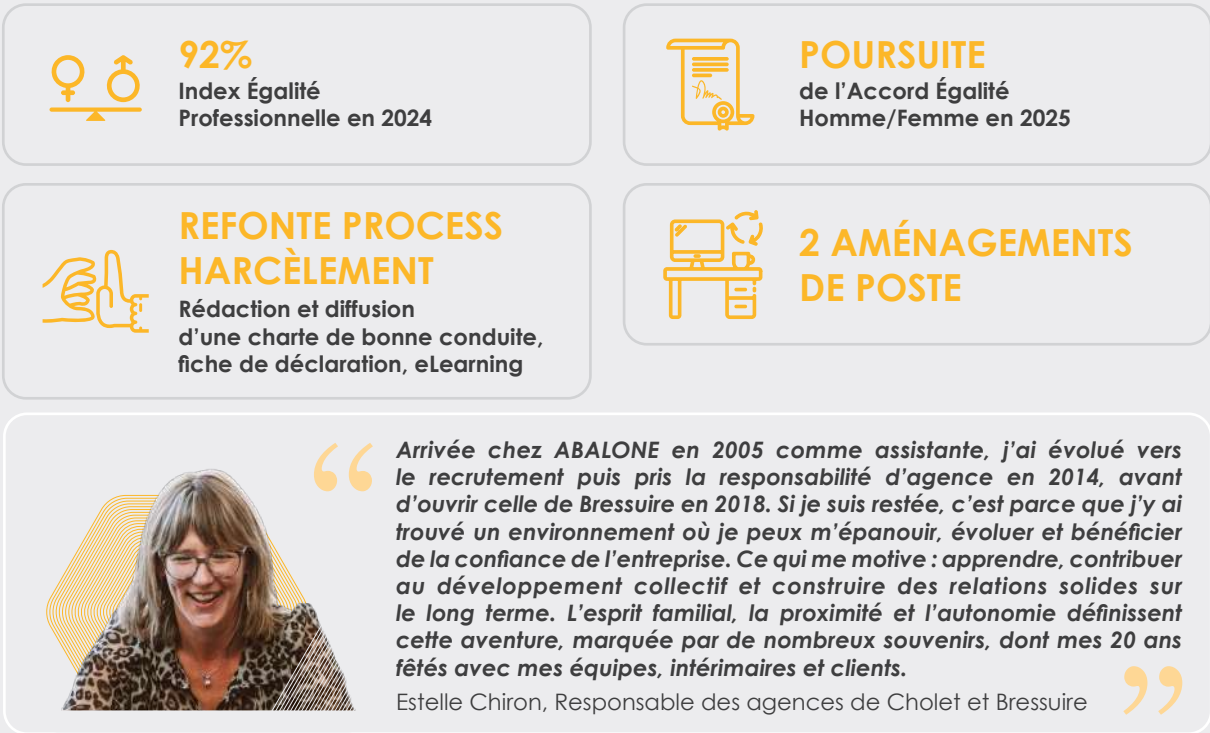 92%
Index Égalité
Professionnelle en 2024
POURSUITE
de l’Accord Égalité
Homme/Femme en 2025
REFONTE PROCESS
HARCÈLEMENT
Rédaction et diffusion
d’une charte de bonne conduite,
fiche de déclaration, eLearning
2 AMÉNAGEMENTS
DE POSTE
“
Arrivée chez ABALONE en 2005 comme assistante, j’ai évolué vers
le recrutement puis pris la responsabilité d’agence en 2014, avant
d’ouvrir celle de Bressuire en 2018. Si je suis restée, c’est parce que j’y ai
trouvé un environnement où je peux m’épanouir, évoluer et bénéficier
de la confiance de l’entreprise. Ce qui me motive : apprendre, contribuer
au développement collectif et construire des relations solides sur
le long terme. L’esprit familial, la proximité et l’autonomie définissent
cette aventure, marquée par de nombreux souvenirs, dont mes 20 ans
fêtés avec mes équipes, intérimaires et clients.
Estelle Chiron, Responsable des agences de Cholet et Bressuire
”